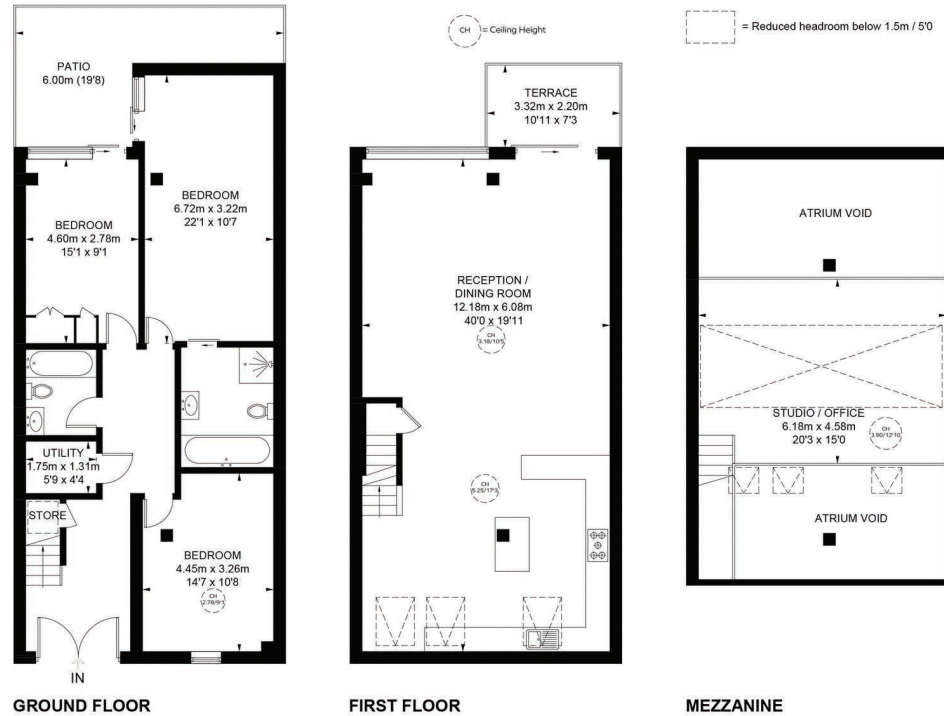 CH = Ceiling Height
= Reduced headroom below 1.5m / 5'0
PATIO
6.00m (19'8)
BEDROOM
6.72m x 3.22m
22'1 x 10'7
BEDROOM
4.60m x 2.78m
15'1 x 9'1
UTILITY
1.75m x 1.31m
5'9 x 4'4
STORE
BEDROOM
4.45m x 3.26m
14'7 x 10'8
CH
2.78/9'1
IN
GROUND FLOOR
TERRACE
3.32m x 2.20m
10'11 x 7'3
RECEPTION /
DINING ROOM
12.18m x 6.08m
40'0 x 19'11
CH
3.18/10'5
CH
5.25/17'3
FIRST FLOOR
ATRIUM VOID
STUDIO / OFFICE
6.18m x 4.58m
20'3 x 15'0
CH
3.90/12'10
ATRIUM VOID
MEZZANINE